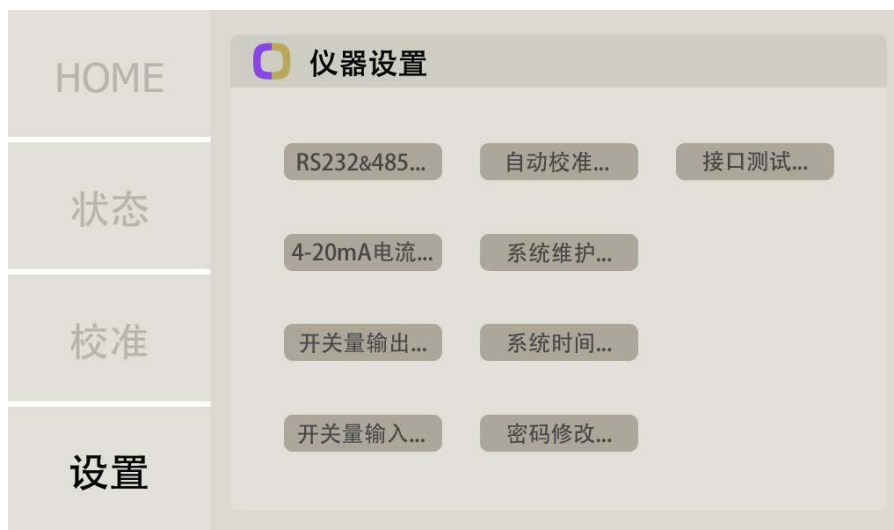 HOME
状态
校准
设置
仪器设置
RS232&485... 自动校准... 接口测试...
4-20mA电流... 系统维护...
开关量输出... 系统时间...
开关量输入... 密码修改...